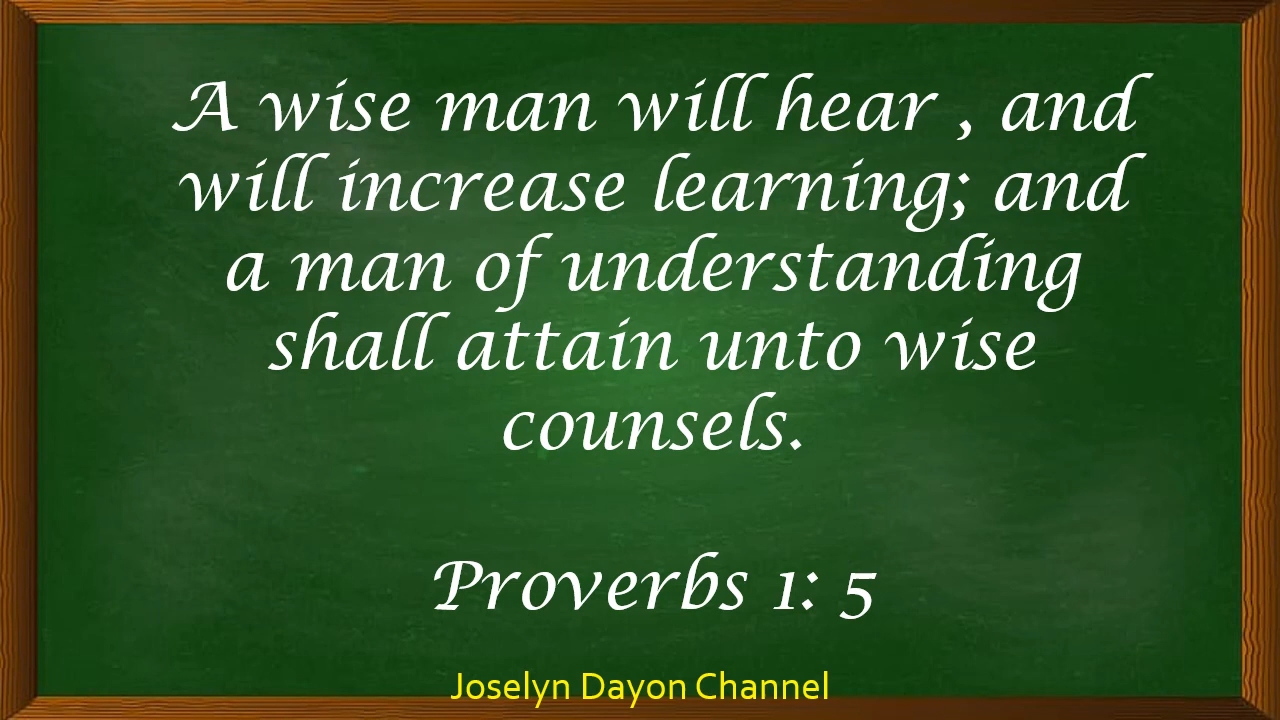 A wise man will hear , and
will increase learning; and
a man of understanding
shall attain unto wise
counsels.
Proverbs 1: 5
Joselyn Dayon Channel